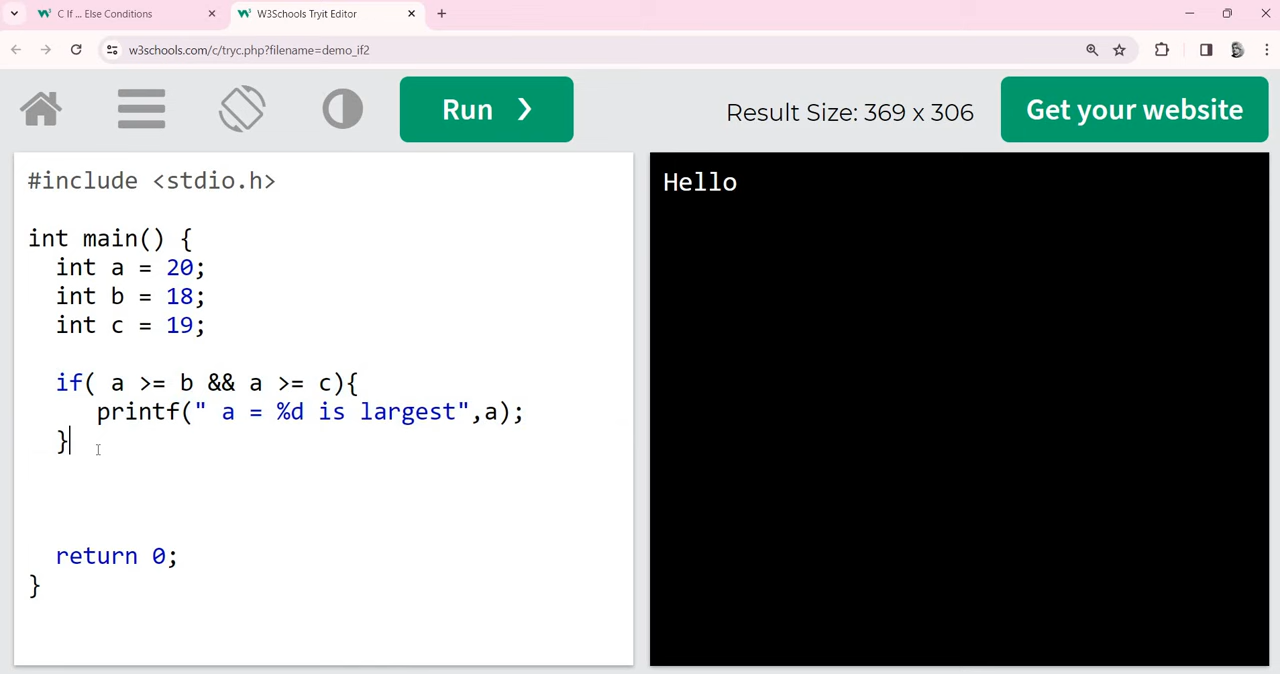 C If ... Else Conditions
W3Schools Tryit Editor
w3schools.com/c/tryc.php?filename=demo_if2
Run ❯
Result Size: 369 x 306
Get your website
#include <stdio.h>
int main() {
int a = 20;
int b = 18;
int c = 19;
if( a >= b && a >= c){
printf(" a = %d is largest",a);
}
return 0;
}
Hello